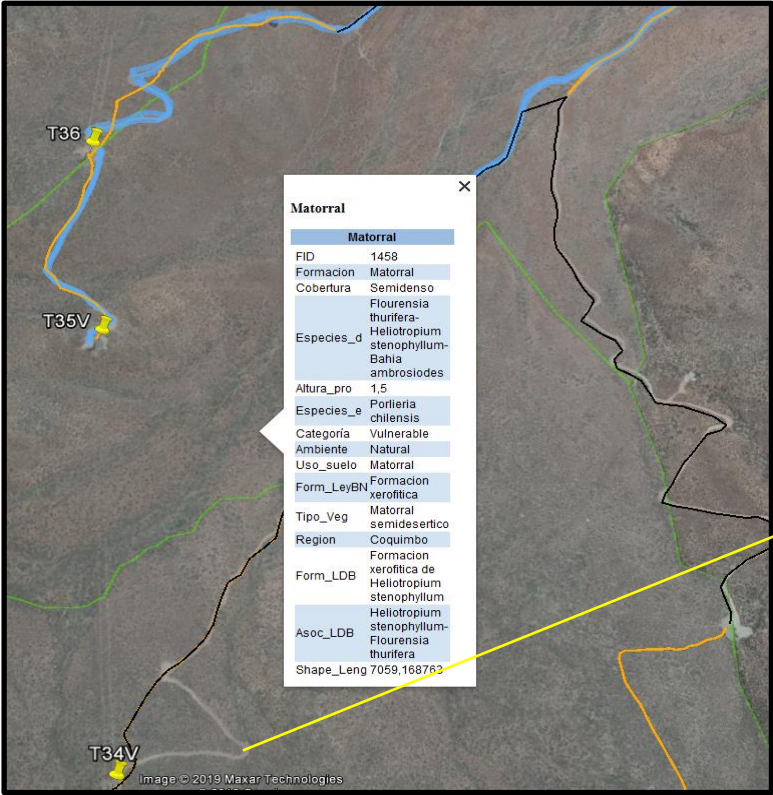 T36
T35V
T34V
×
Matorral
Matorral
FID 1458
Formacion Matorral
Cobertura Semidenso
Especies_d Flourensia
thurifera-
Heliotropium
stenophyllum-
Bahia
ambrosiodes
Altura_pro 1,5
Especies_e Porlieria
chilensis
Categoría Vulnerable
Ambiente Natural
Uso_suelo Matorral
Form_LeyBN Formacion
xerofitica
Tipo_Veg Matorral
semidesertico
Region Coquimbo
Form_LDB Formacion
xerofitica de
Heliotropium
stenophyllum
Asoc_LDB Heliotropium
stenophyllum-
Flourensia
thurifera
Shape_Leng 7059,168763
Image © 2019 Maxar Technologies